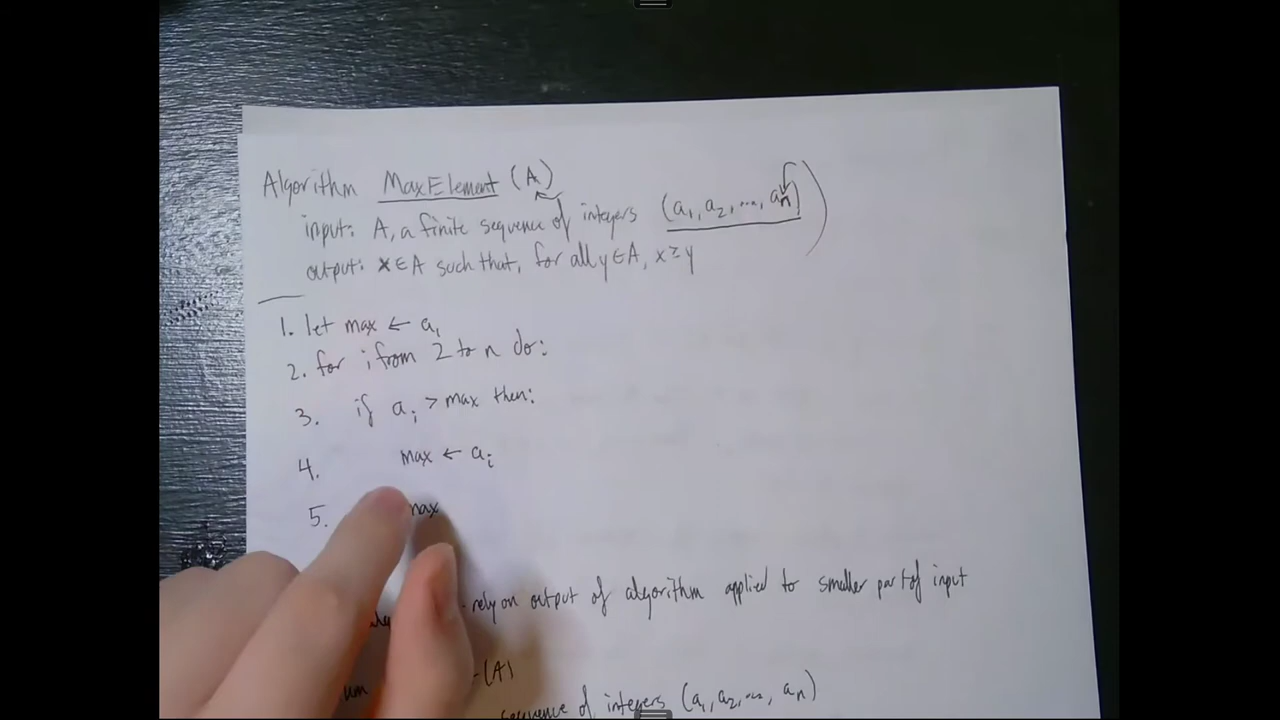 Algorithm MaxElement (A)
input: A, a finite sequence of integers (a₁, a₂, ..., aₙ)
output: x ∈ A such that, for all y ∈ A, x ≥ y
1. let max ← a₁
2. for i from 2 to n do:
3. if aᵢ > max then:
4. max ← aᵢ
5. max
rely on output of algorithm applied to smaller part of input
(A)
sequence of integers (a₁, a₂, ..., aₙ)